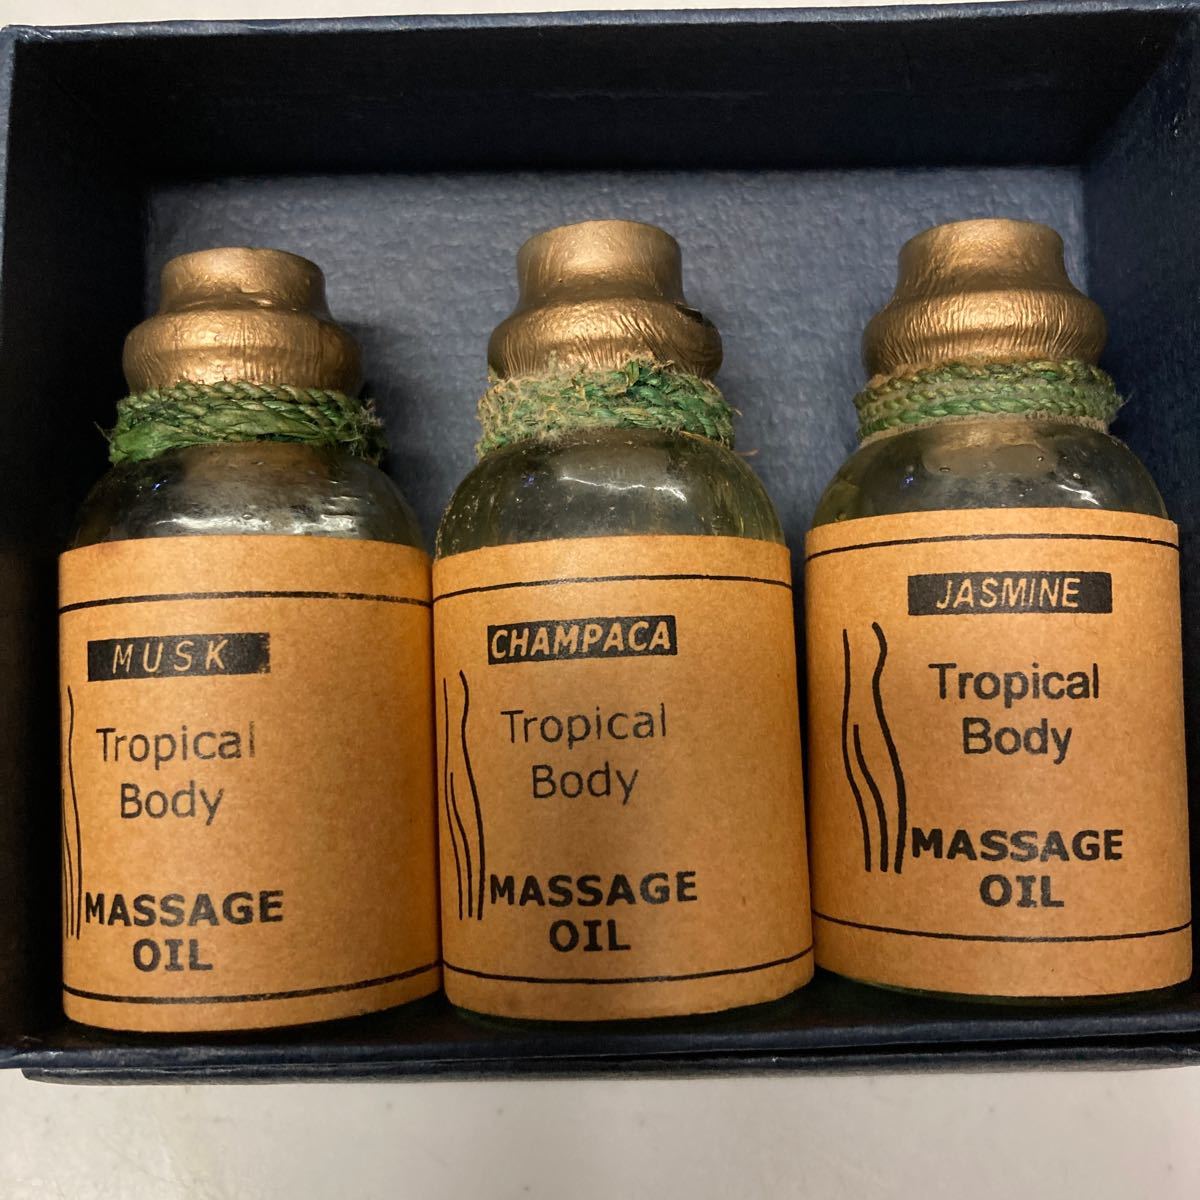 MUSK
Tropical
Body
MASSAGE
OIL
CHAMPACA
Tropical
Body
MASSAGE
OIL
JASMINE
Tropical
Body
MASSAGE
OIL